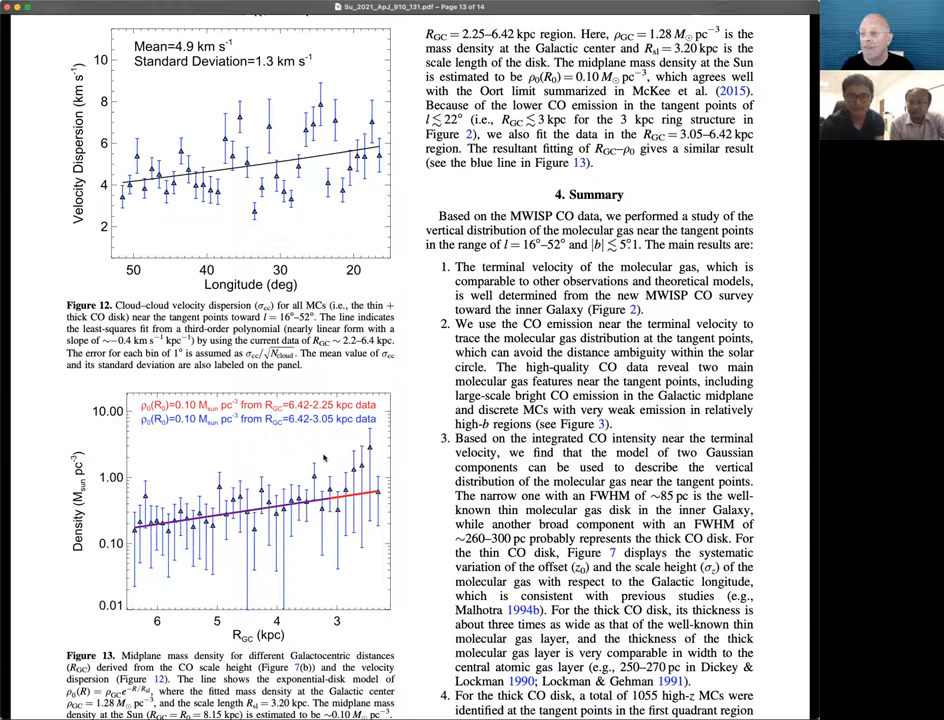 Su_2021_ApJ_910_131.pdf - Page 13 of 14
Mean=4.9 km s⁻¹
Standard Deviation=1.3 km s⁻¹
10
8
6
4
2
Velocity Dispersion (km s⁻¹)
50 40 30 20
Longitude (deg)
Figure 12. Cloud–cloud velocity dispersion (σcc) for all MCs (i.e., the thin +
thick CO disk) near the tangent points toward l = 16°–52°. The line indicates
the least-squares fit from a third-order polynomial (nearly linear form with a
slope of ∼−0.4 km s⁻¹ kpc⁻¹) by using the current data of RGC ∼ 2.2–6.4 kpc.
The error for each bin of 1° is assumed as σcc/√Ncloud. The mean value of σcc
and its standard deviation are also labeled on the panel.
ρ₀(R₀)=0.10 Msun pc⁻³ from RGC=6.42-2.25 kpc data
ρ₀(R₀)=0.10 Msun pc⁻³ from RGC=6.42-3.05 kpc data
10.00
1.00
0.10
0.01
Density (Msun pc⁻³)
6 5 4 3
RGC (kpc)
Figure 13. Midplane mass density for different Galactocentric distances
(RGC) derived from the CO scale height (Figure 7(b)) and the velocity
dispersion (Figure 12). The line shows the exponential-disk model of
ρ₀(R) = ρGCe^−R/Rsl, where the fitted mass density at the Galactic center
ρGC = 1.28 M⊙ pc⁻³, and the scale length Rsl = 3.20 kpc. The midplane mass
density at the Sun (RGC = R₀ = 8.15 kpc) is estimated to be ∼0.10 M⊙ pc⁻³.
RGC = 2.25–6.42 kpc region. Here, ρGC = 1.28 M⊙ pc⁻³ is the
mass density at the Galactic center and Rsl = 3.20 kpc is the
scale length of the disk. The midplane mass density at the Sun
is estimated to be ρ₀(R₀) = 0.10 M⊙ pc⁻³, which agrees well
with the Oort limit summarized in McKee et al. (2015).
Because of the lower CO emission in the tangent points of
l ≲ 22° (i.e., RGC ≲ 3 kpc for the 3 kpc ring structure in
Figure 2), we also fit the data in the RGC = 3.05–6.42 kpc
region. The resultant fitting of RGC–ρ₀ gives a similar result
(see the blue line in Figure 13).
4. Summary
Based on the MWISP CO data, we performed a study of the
vertical distribution of the molecular gas near the tangent points
in the range of l = 16°–52° and |b| ≲ 5°.1. The main results are:
1. The terminal velocity of the molecular gas, which is
comparable to other observations and theoretical models,
is well determined from the new MWISP CO survey
toward the inner Galaxy (Figure 2).
2. We use the CO emission near the terminal velocity to
trace the molecular gas distribution at the tangent points,
which can avoid the distance ambiguity within the solar
circle. The high-quality CO data reveal two main
molecular gas features near the tangent points, including
large-scale bright CO emission in the Galactic midplane
and discrete MCs with very weak emission in relatively
high-b regions (see Figure 3).
3. Based on the integrated CO intensity near the terminal
velocity, we find that the model of two Gaussian
components can be used to describe the vertical
distribution of the molecular gas near the tangent points.
The narrow one with an FWHM of ∼85 pc is the well-
known thin molecular gas disk in the inner Galaxy,
while another broad component with an FWHM of
∼260–300 pc probably represents the thick CO disk. For
the thin CO disk, Figure 7 displays the systematic
variation of the offset (z₀) and the scale height (σz) of the
molecular gas with respect to the Galactic longitude,
which is consistent with previous studies (e.g.,
Malhotra 1994b). For the thick CO disk, its thickness is
about three times as wide as that of the well-known thin
molecular gas layer, and the thickness of the thick
molecular gas layer is very comparable in width to the
central atomic gas layer (e.g., 250–270 pc in Dickey &
Lockman 1990; Lockman & Gehman 1991).
4. For the thick CO disk, a total of 1055 high-z MCs were
identified at the tangent points in the first quadrant region